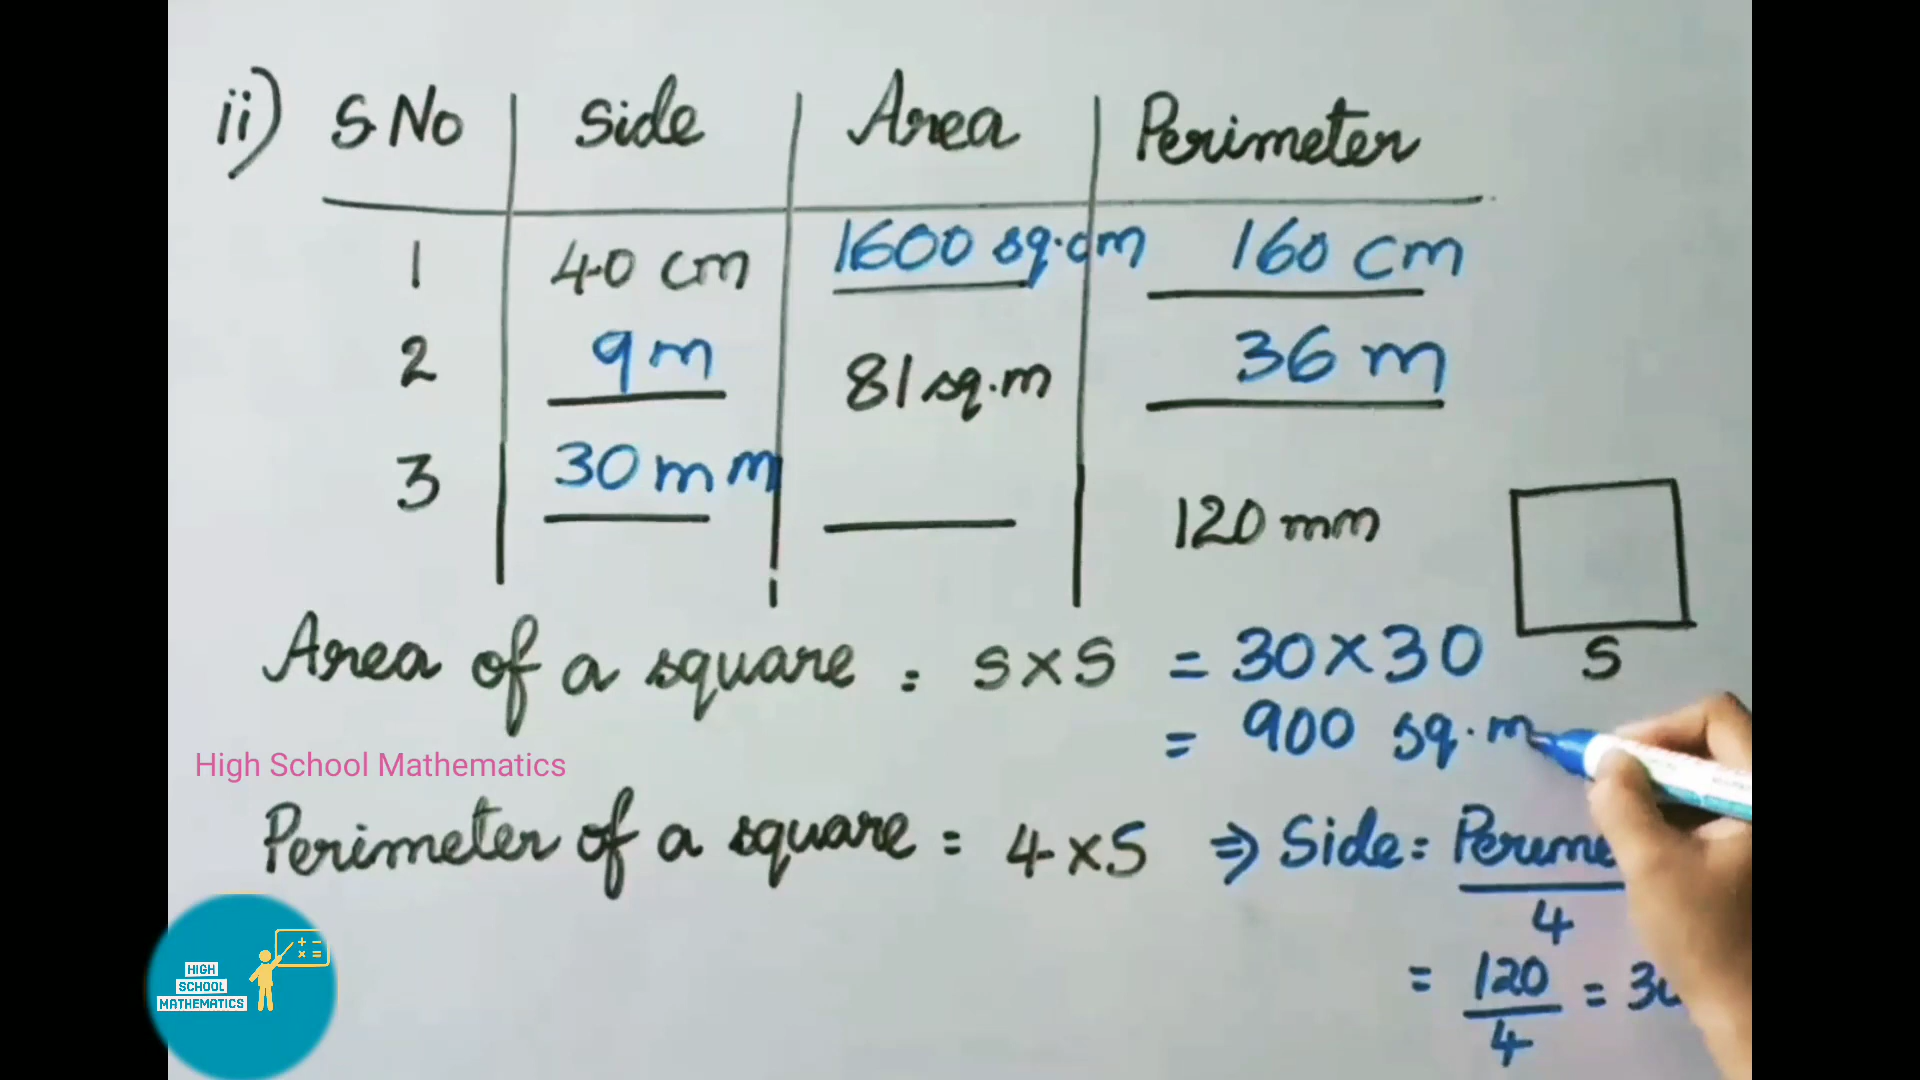 ii) S.No Side Area Perimeter
1 40 cm 1600 sq.cm 160 cm
2 9 m 81 sq.m 36 m
3 30 mm 120 mm
Area of a square = S×S = 30×30
S
= 900 sq.m
High School Mathematics
Perimeter of a square = 4×S ⇒ Side =
4
= 120 =
4
HIGH
SCHOOL
MATHEMATICS
+ −
× =